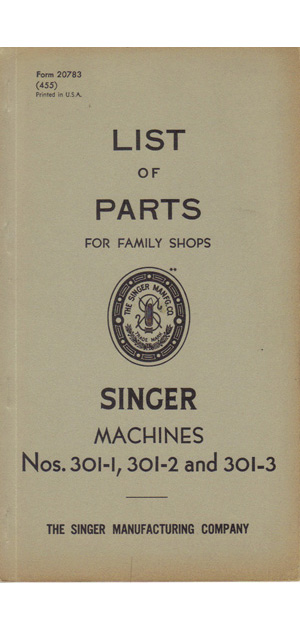 Form 20783
(455)
Printed in U.S.A.
LIST
OF
PARTS
FOR FAMILY SHOPS
THE SINGER MANFG. CO.
TRADE MARK
SINGER
MACHINES
Nos. 301-1, 301-2 and 301-3
THE SINGER MANUFACTURING COMPANY